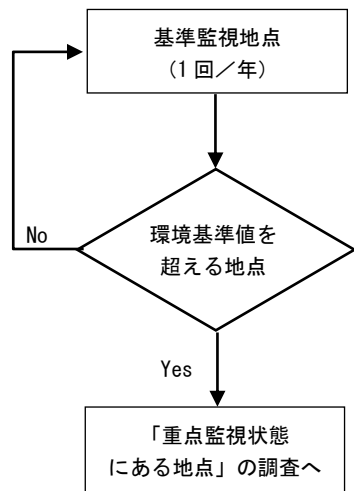 基準監視地点
(1回／年)
環境基準値を
超える地点
No
Yes
「重点監視状態
にある地点」の調査へ